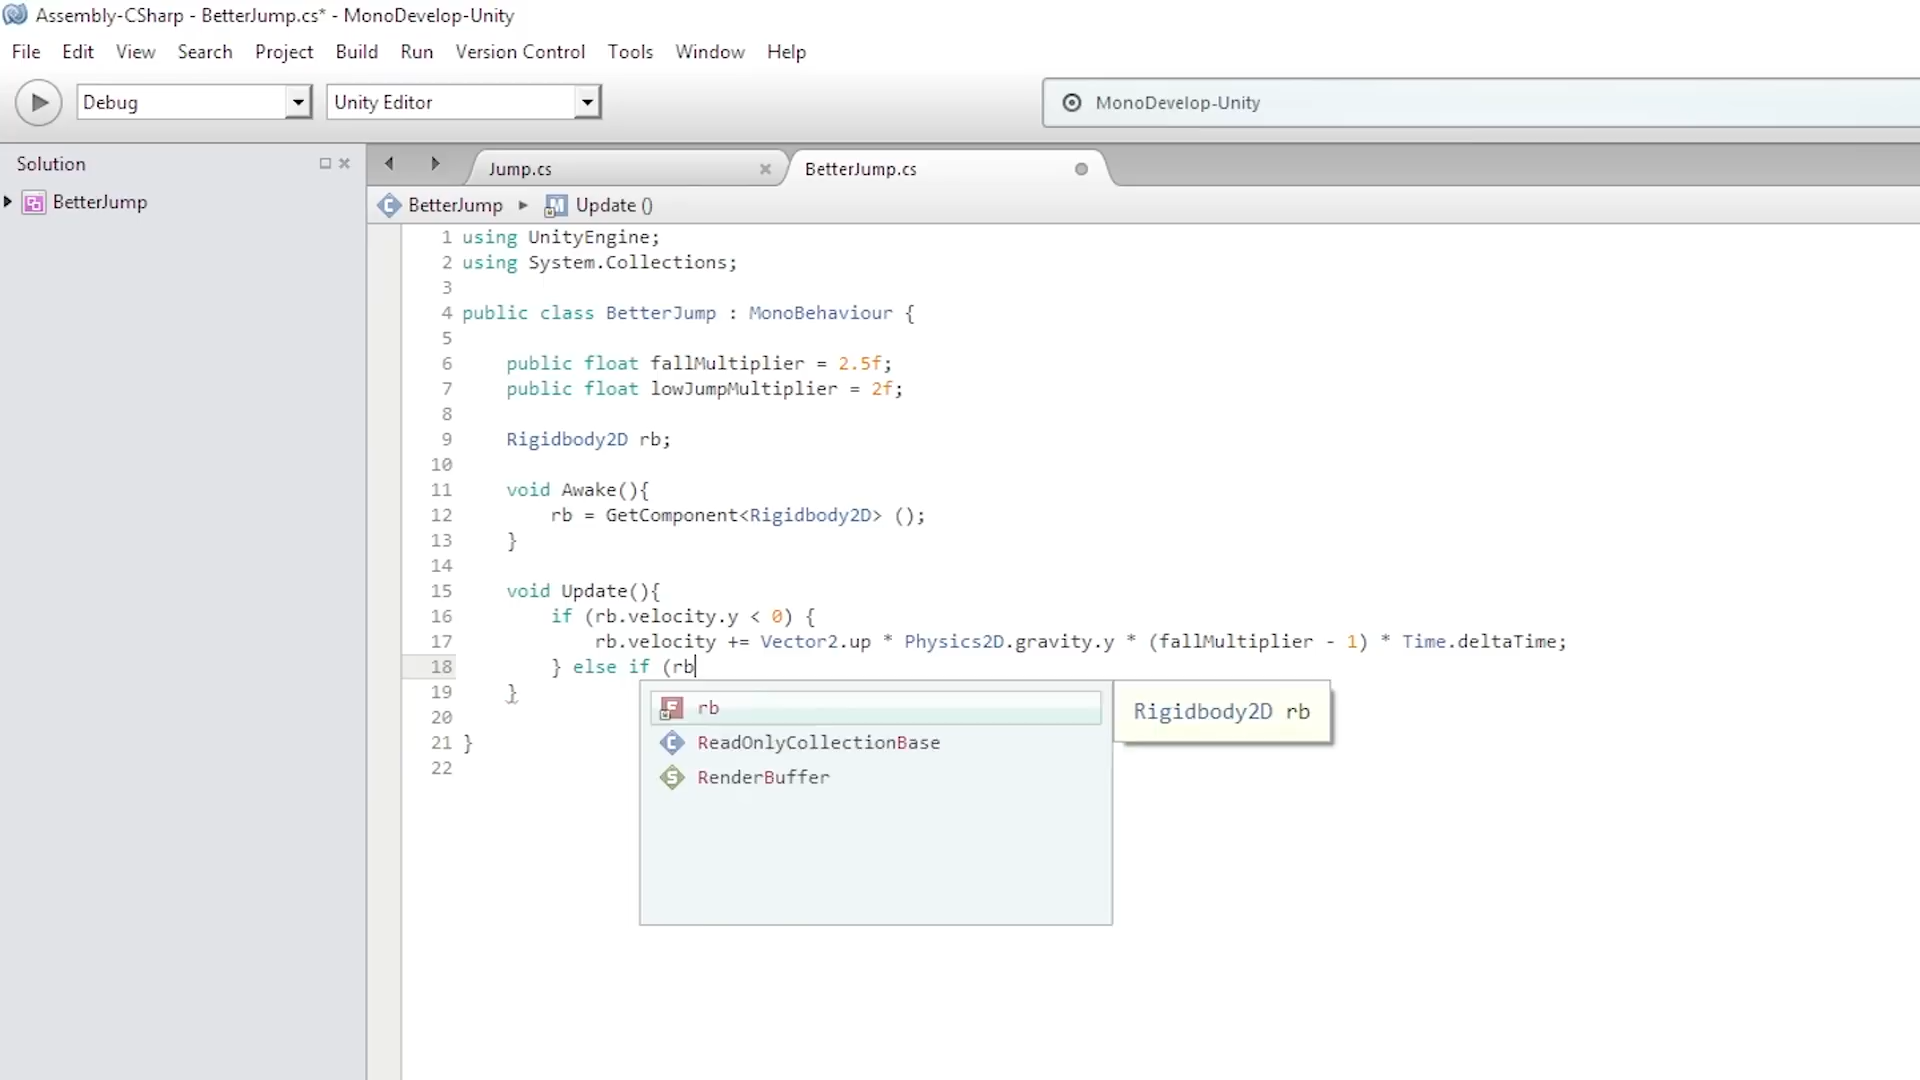 Assembly-CSharp - BetterJump.cs* - MonoDevelop-Unity
File Edit View Search Project Build Run Version Control Tools Window Help
Debug Unity Editor MonoDevelop-Unity
Solution Jump.cs BetterJump.cs
BetterJump BetterJump Update ()
1 using UnityEngine;
2 using System.Collections;
3
4 public class BetterJump : MonoBehaviour {
5
6 public float fallMultiplier = 2.5f;
7 public float lowJumpMultiplier = 2f;
8
9 Rigidbody2D rb;
10
11 void Awake(){
12 rb = GetComponent<Rigidbody2D> ();
13 }
14
15 void Update(){
16 if (rb.velocity.y < 0) {
17 rb.velocity += Vector2.up * Physics2D.gravity.y * (fallMultiplier - 1) * Time.deltaTime;
18 } else if (rb
19 }
20
21 }
22
rb
ReadOnlyCollectionBase
RenderBuffer
Rigidbody2D rb